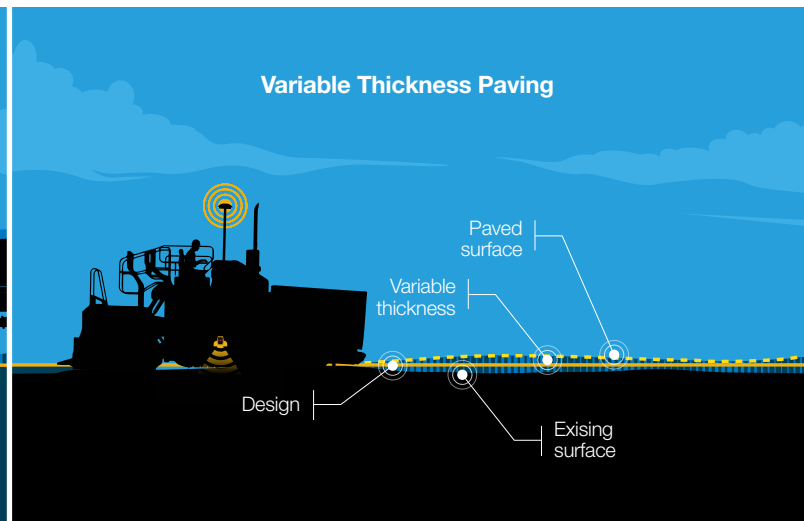 Variable Thickness Paving
Paved
surface
Variable
thickness
Design
Exising
surface